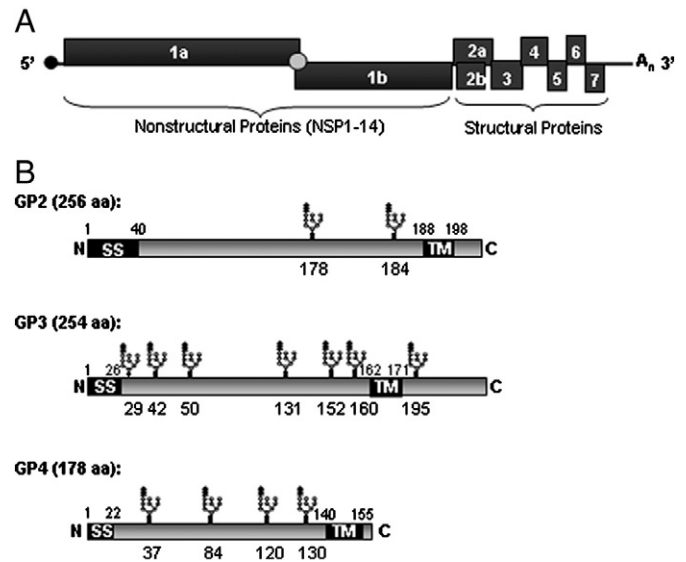 A
5' 1a 1b 2a 2b 3 4 5 6 7 An 3'
Nonstructural Proteins (NSP1-14) Structural Proteins
B
GP2 (256 aa):
1 40 188 198
N SS TM C
178 184
GP3 (254 aa):
1 26 162 171
N SS TM C
29 42 50 131 152 160 195
GP4 (178 aa):
1 22 140 155
N SS TM C
37 84 120 130